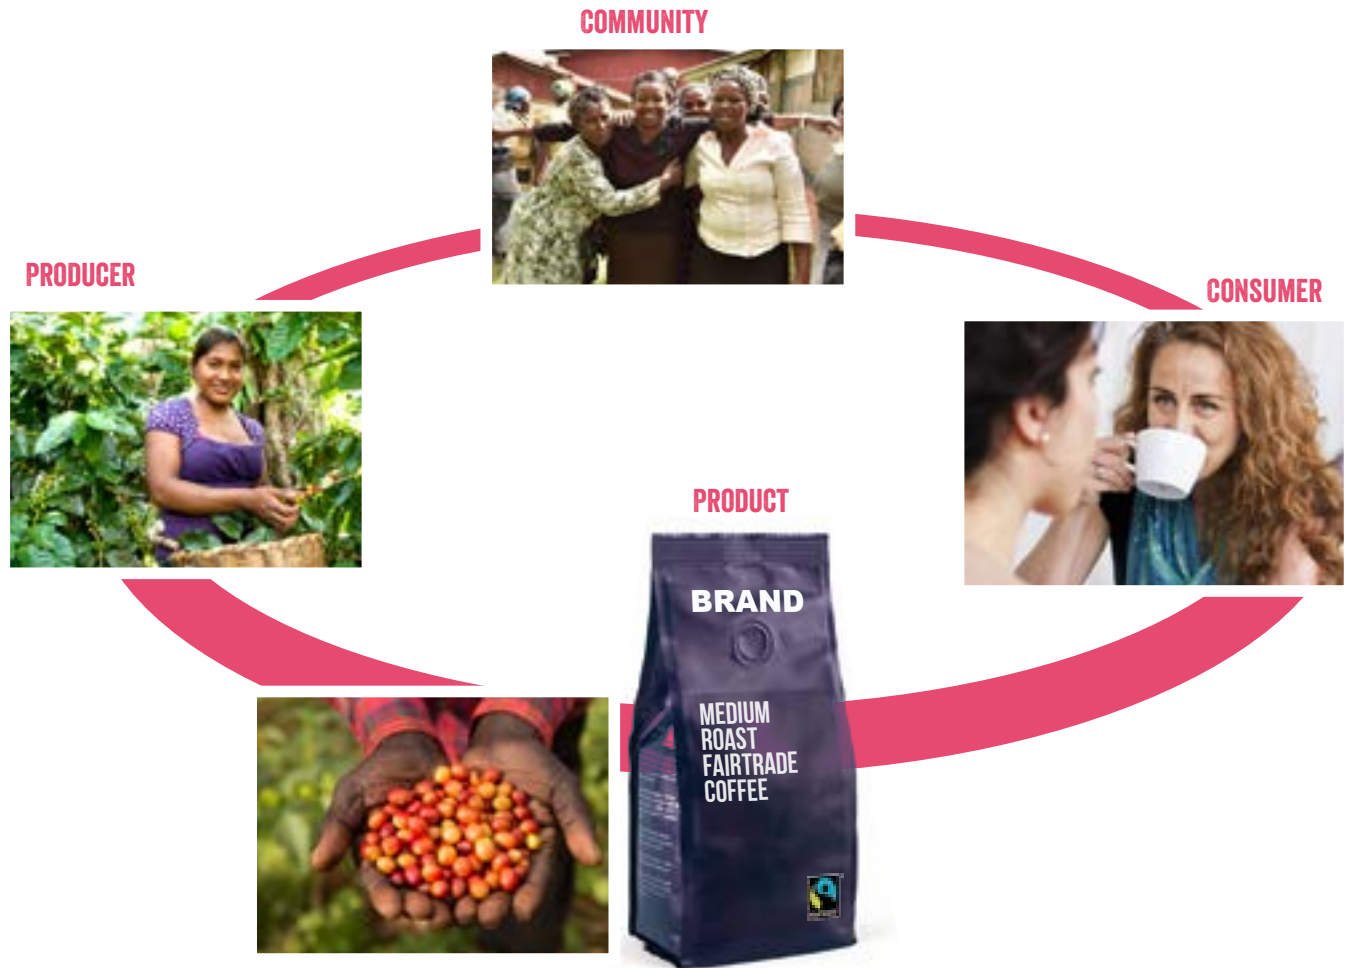 COMMUNITY
PRODUCER
CONSUMER
PRODUCT
BRAND
MEDIUM
ROAST
FAIRTRADE
COFFEE